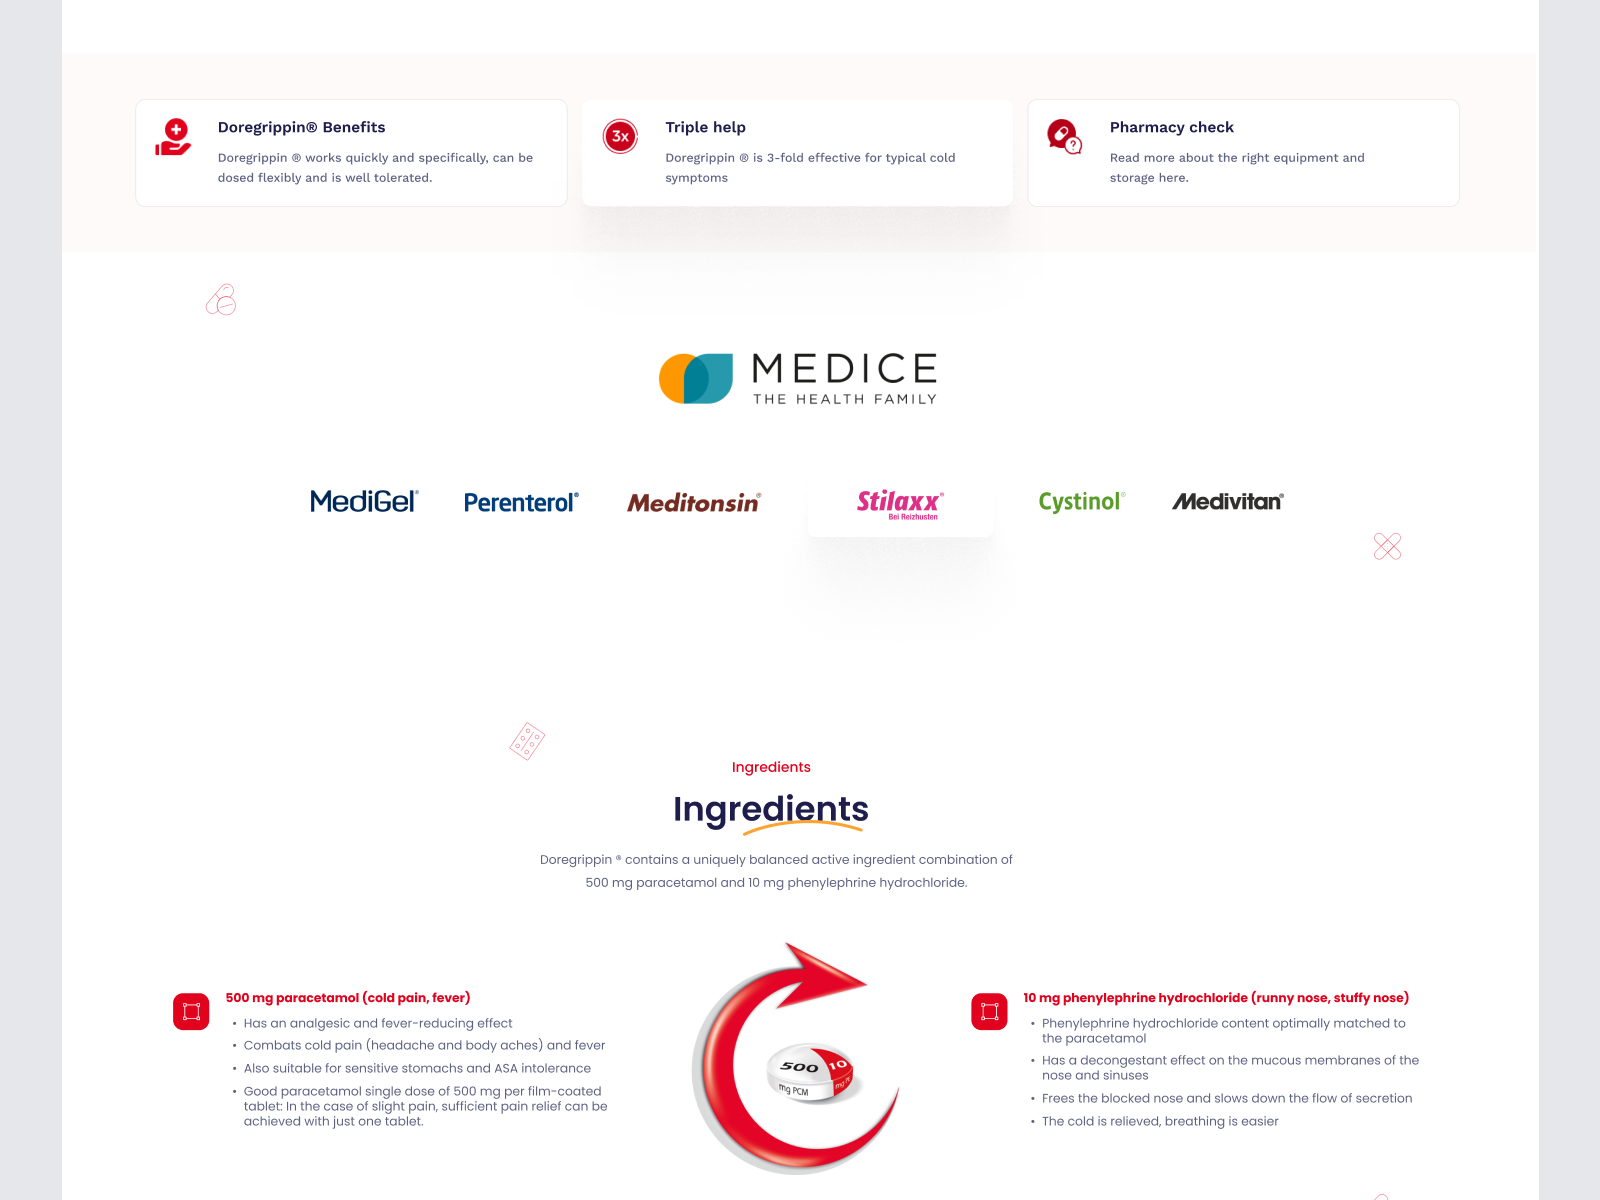 Doregrippin® Benefits
Doregrippin ® works quickly and specifically, can be
dosed flexibly and is well tolerated.
3x
Triple help
Doregrippin ® is 3-fold effective for typical cold
symptoms
?
Pharmacy check
Read more about the right equipment and
storage here.
MEDICE
THE HEALTH FAMILY
MediGel®
Perenterol®
Meditonsin®
Stilaxx®
Bei Reizhusten
Cystinol®
Medivitan®
Ingredients
Ingredients
Doregrippin ® contains a uniquely balanced active ingredient combination of
500 mg paracetamol and 10 mg phenylephrine hydrochloride.
500 mg paracetamol (cold pain, fever)
• Has an analgesic and fever-reducing effect
• Combats cold pain (headache and body aches) and fever
• Also suitable for sensitive stomachs and ASA intolerance
• Good paracetamol single dose of 500 mg per film-coated
tablet: In the case of slight pain, sufficient pain relief can be
achieved with just one tablet.
500 10
mg PCM
10 mg phenylephrine hydrochloride (runny nose, stuffy nose)
• Phenylephrine hydrochloride content optimally matched to
the paracetamol
• Has a decongestant effect on the mucous membranes of the
nose and sinuses
• Frees the blocked nose and slows down the flow of secretion
• The cold is relieved, breathing is easier